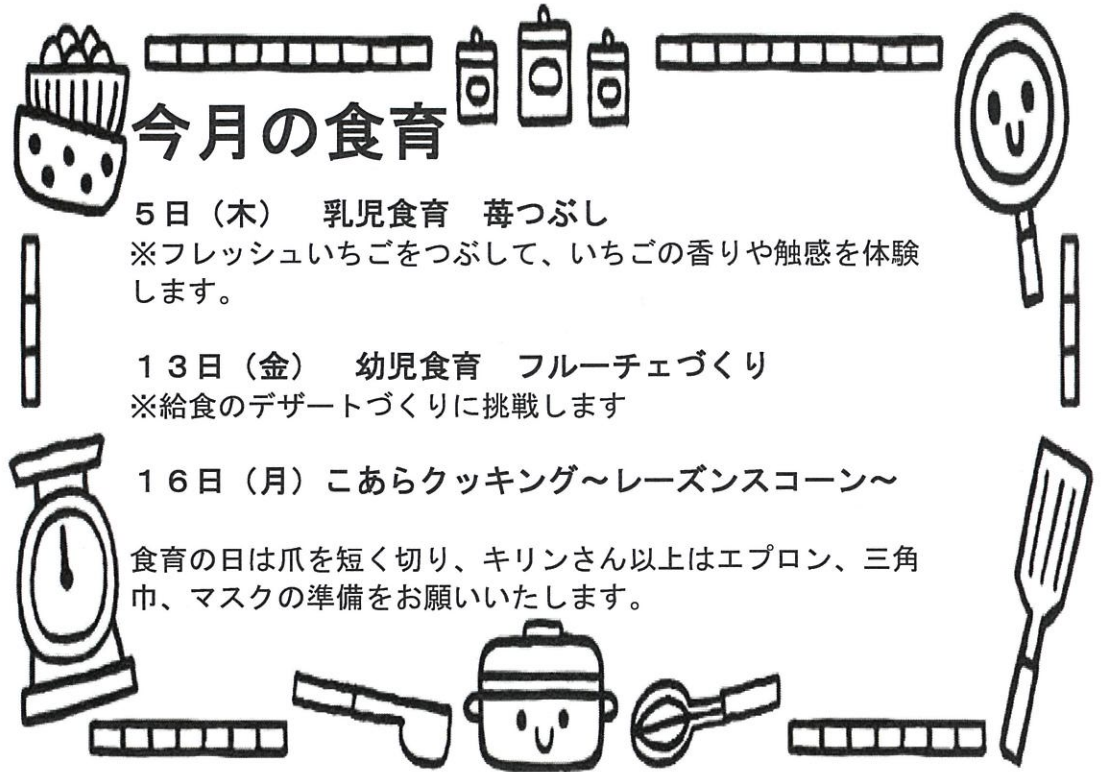 今月の食育
５日（木）　乳児食育　苺つぶし
※フレッシュいちごをつぶして、いちごの香りや触感を体験
します。
１３日（金）　幼児食育　フルーチェづくり
※給食のデザートづくりに挑戦します
１６日（月）こあらクッキング～レーズンスコーン～
食育の日は爪を短く切り、キリンさん以上はエプロン、三角
巾、マスクの準備をお願いいたします。